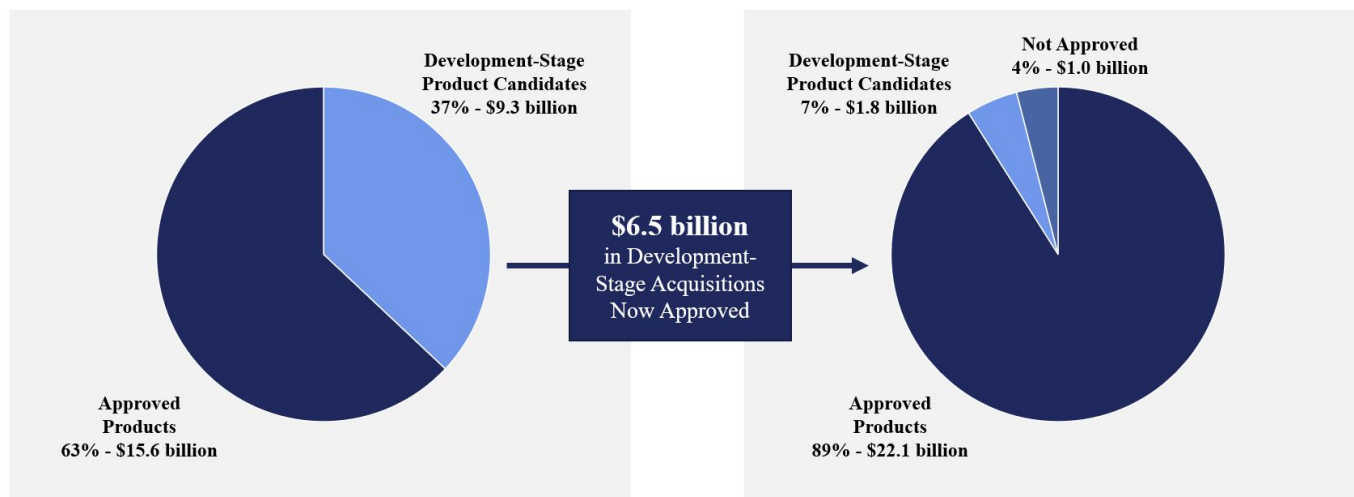 Development-Stage
Product Candidates
37% - $9.3 billion
Approved
Products
63% - $15.6 billion
$6.5 billion
in Development-
Stage Acquisitions
Now Approved
Development-Stage
Product Candidates
7% - $1.8 billion
Not Approved
4% - $1.0 billion
Approved
Products
89% - $22.1 billion